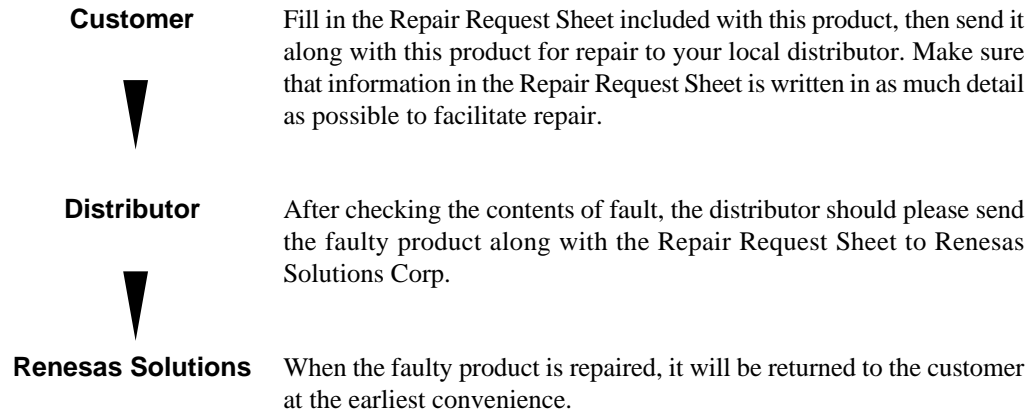 Customer
Fill in the Repair Request Sheet included with this product, then send it
along with this product for repair to your local distributor. Make sure
that information in the Repair Request Sheet is written in as much detail
as possible to facilitate repair.
Distributor
After checking the contents of fault, the distributor should please send
the faulty product along with the Repair Request Sheet to Renesas
Solutions Corp.
Renesas Solutions
When the faulty product is repaired, it will be returned to the customer
at the earliest convenience.